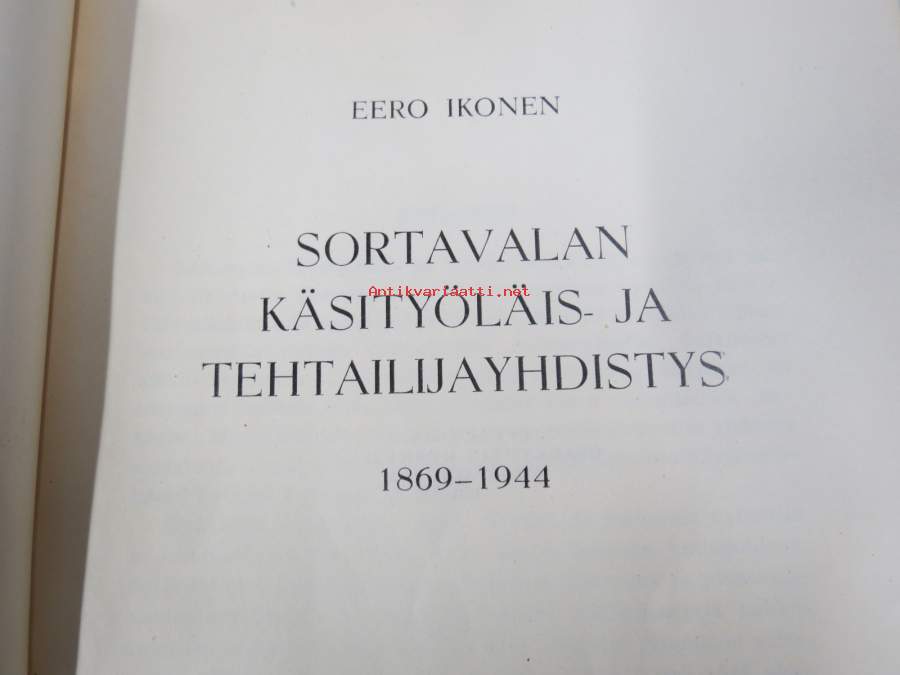 EERO IKONEN
SORTAVALAN
Antikvariaatti.net
KÄSITYÖLÄIS- JA
TEHTAILIJAYHDISTYS
1869–1944